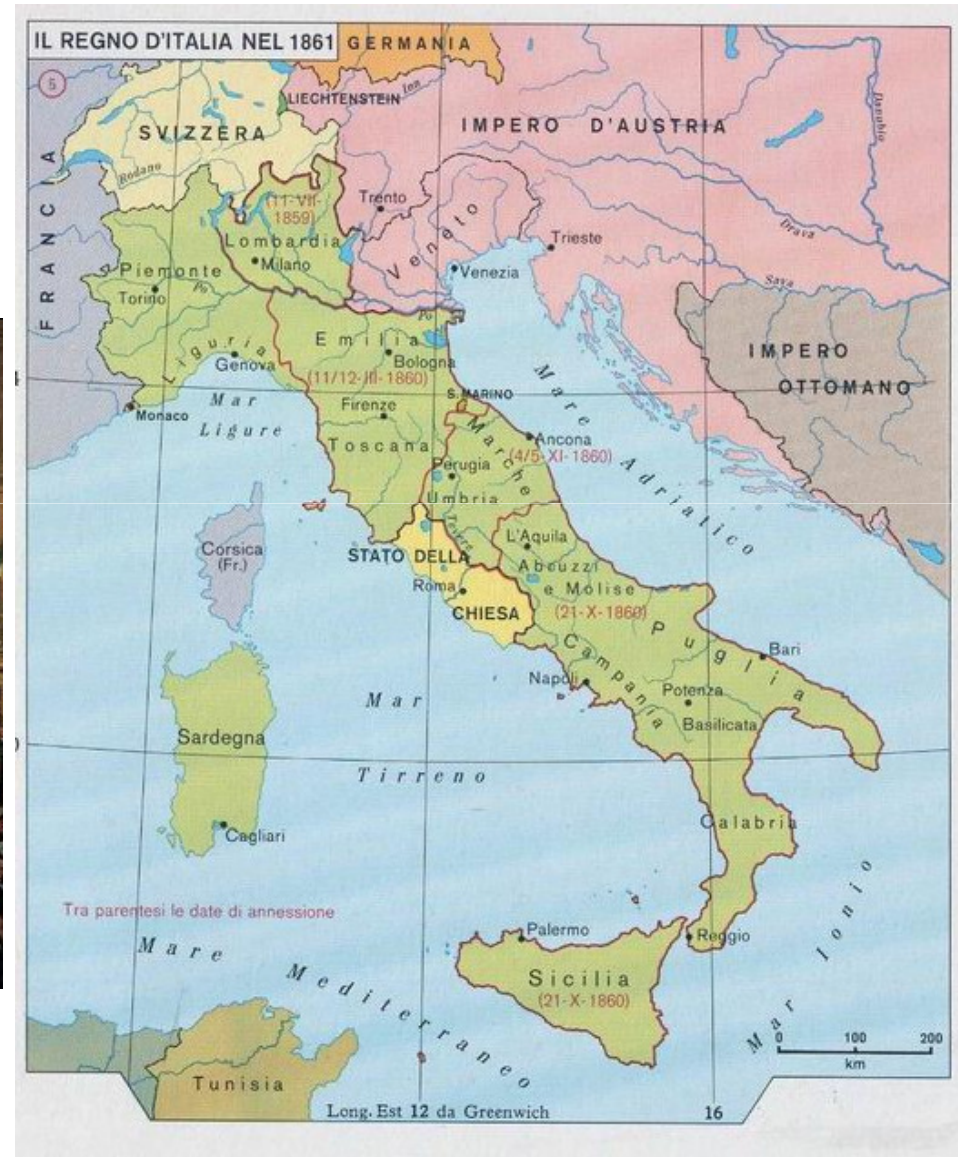 IL REGNO D'ITALIA NEL 1861
GERMANIA
5
LIECHTENSTEIN
Inn
SVIZZERA
IMPERO D'AUSTRIA
Danubio
Rodano
FRANCIA
(11-VII-
1859)
Trento
Lombardia
Milano
Veneto
Trieste
Drava
Venezia
Piemonte
Torino
Po
Sava
Po
Emilia
Liguria
Genova
Bologna
(11/12-III-1860)
IMPERO
OTTOMANO
Monaco
Mar
Ligure
Firenze
S. MARINO
Toscana
Marche
Ancona
(4/5-XI-1860)
Mare Adriatico
Perugia
Umbria
Tevere
Corsica
(Fr.)
L'Aquila
STATO DELLA
CHIESA
Roma
Abruzzi
e Molise
(21-X-1860)
Puglia
Bari
Campania
Napoli
Potenza
Basilicata
Mar
Tirreno
Sardegna
Cagliari
Calabria
Tra parentesi le date di annessione
Palermo
Reggio
Mar Ionio
Sicilia
(21-X-1860)
Mare Mediterraneo
0 100 200
km
Tunisia
Long. Est 12 da Greenwich
16